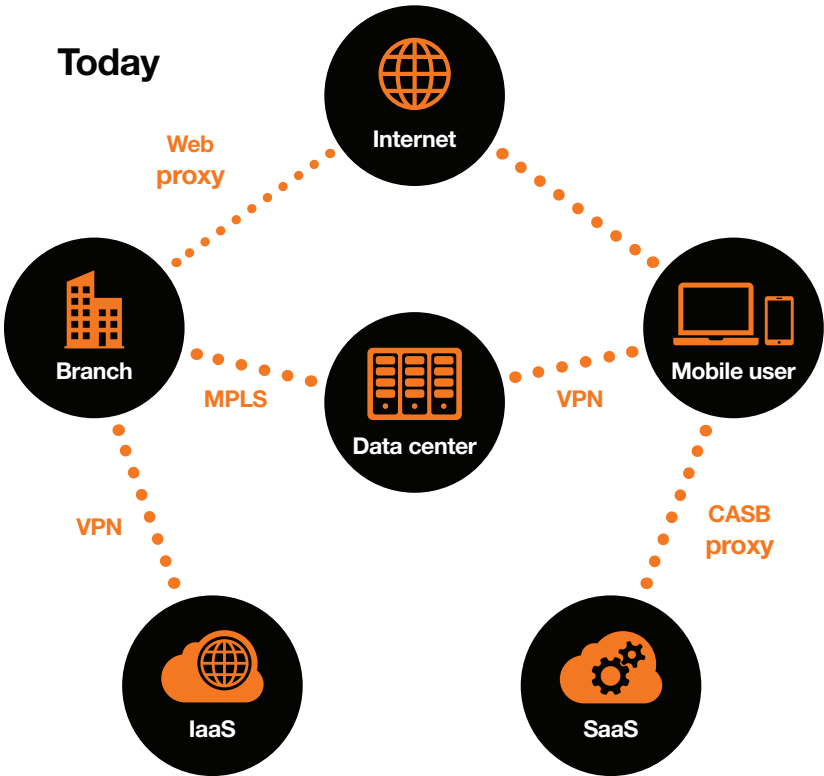 Today
Internet
Web
proxy
Branch
MPLS
Data center
VPN
Mobile user
VPN
CASB
proxy
IaaS
SaaS